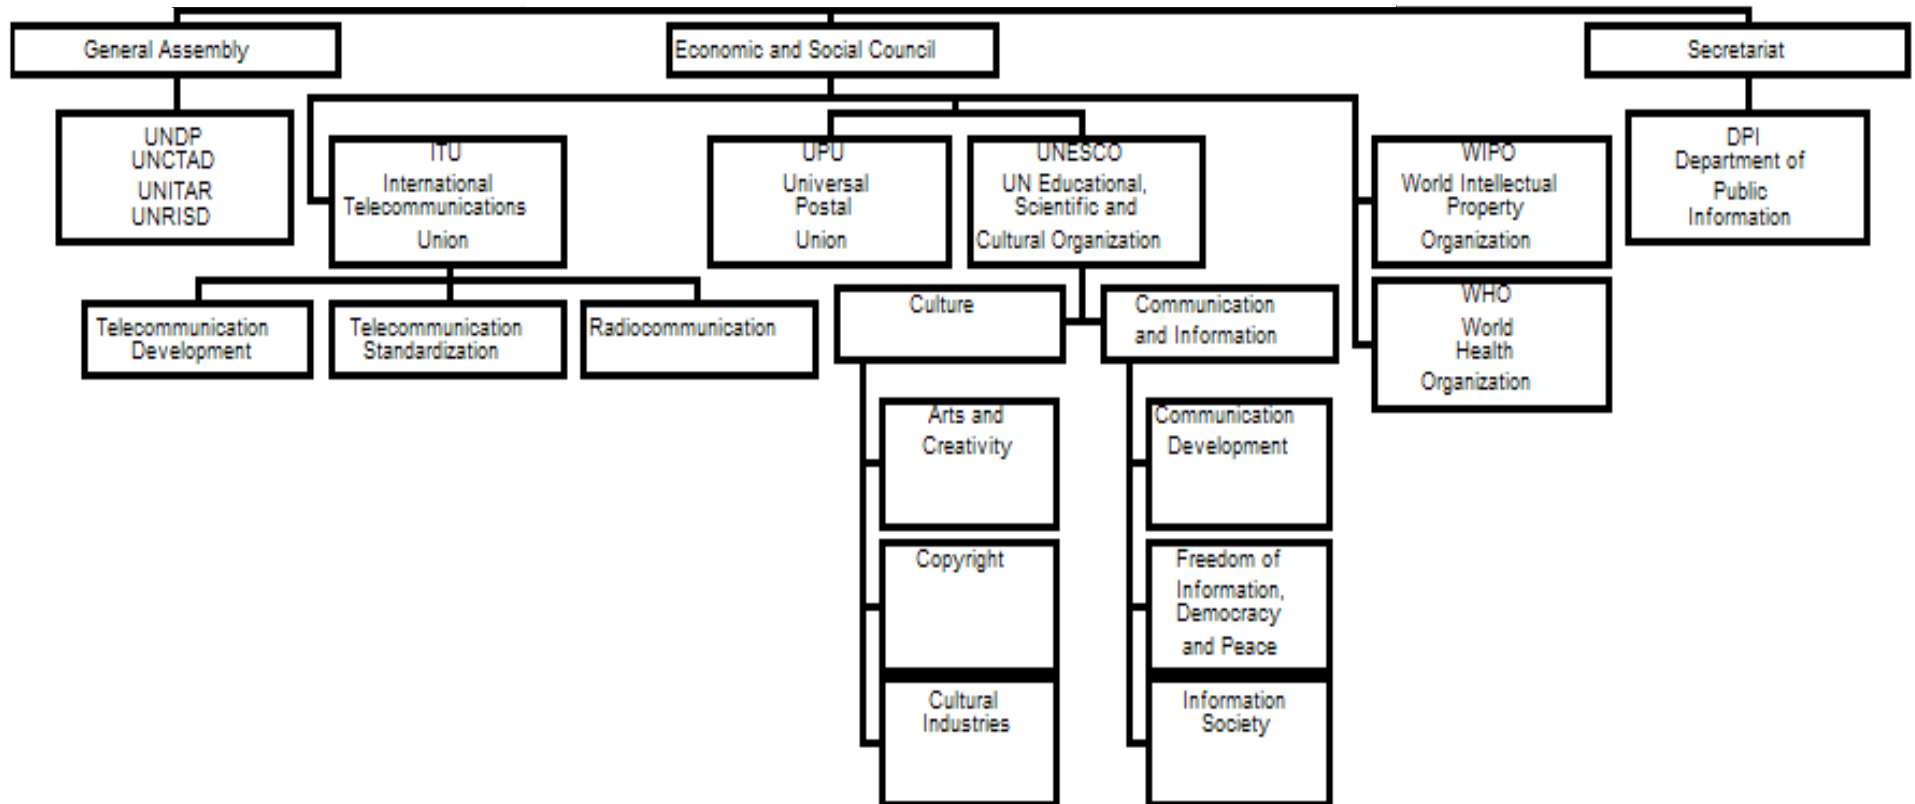 General Assembly
Economic and Social Council
Secretariat
UNDP
UNCTAD
UNITAR
UNRISD
ITU
International
Telecommunications
Union
UPU
Universal
Postal
Union
UNESCO
UN Educational,
Scientific and
Cultural Organization
WIPO
World Intellectual
Property
Organization
DPI
Department of
Public
Information
Telecommunication
Development
Telecommunication
Standardization
Radiocommunication
Culture
Communication
and Information
WHO
World
Health
Organization
Arts and
Creativity
Communication
Development
Copyright
Freedom of
Information,
Democracy
and Peace
Cultural
Industries
Information
Society